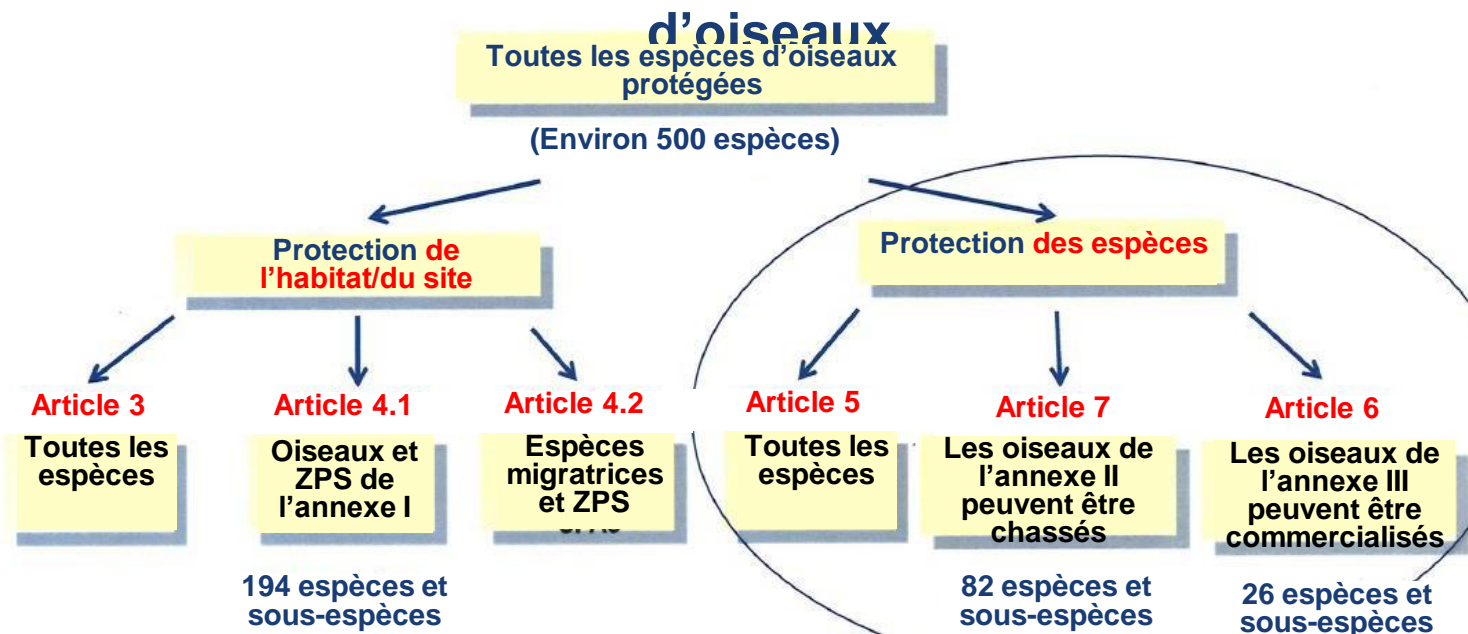 d'oiseaux
Toutes les espèces d'oiseaux
protégées
(Environ 500 espèces)
Protection de
l'habitat/du site
Protection des espèces
Article 3
Toutes les
espèces
Article 4.1
Oiseaux et
ZPS de
l'annexe I
194 espèces et
sous-espèces
Article 4.2
Espèces
migratrices
et ZPS
Article 5
Toutes les
espèces
Article 7
Les oiseaux de
l'annexe II
peuvent être
chassés
82 espèces et
sous-espèces
Article 6
Les oiseaux de
l'annexe III
peuvent être
commercialisés
26 espèces et
sous-espèces